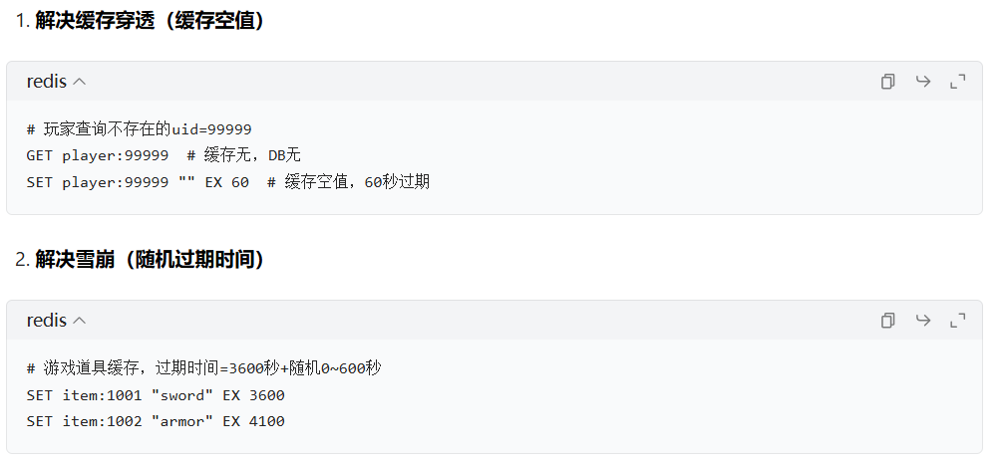 1. 解决缓存穿透（缓存空值）
redis
# 玩家查询不存在的uid=99999
GET player:99999  # 缓存无，DB无
SET player:99999 "" EX 60  # 缓存空值，60秒过期
2. 解决雪崩（随机过期时间）
redis
# 游戏道具缓存，过期时间=3600秒+随机0~600秒
SET item:1001 "sword" EX 3600
SET item:1002 "armor" EX 4100